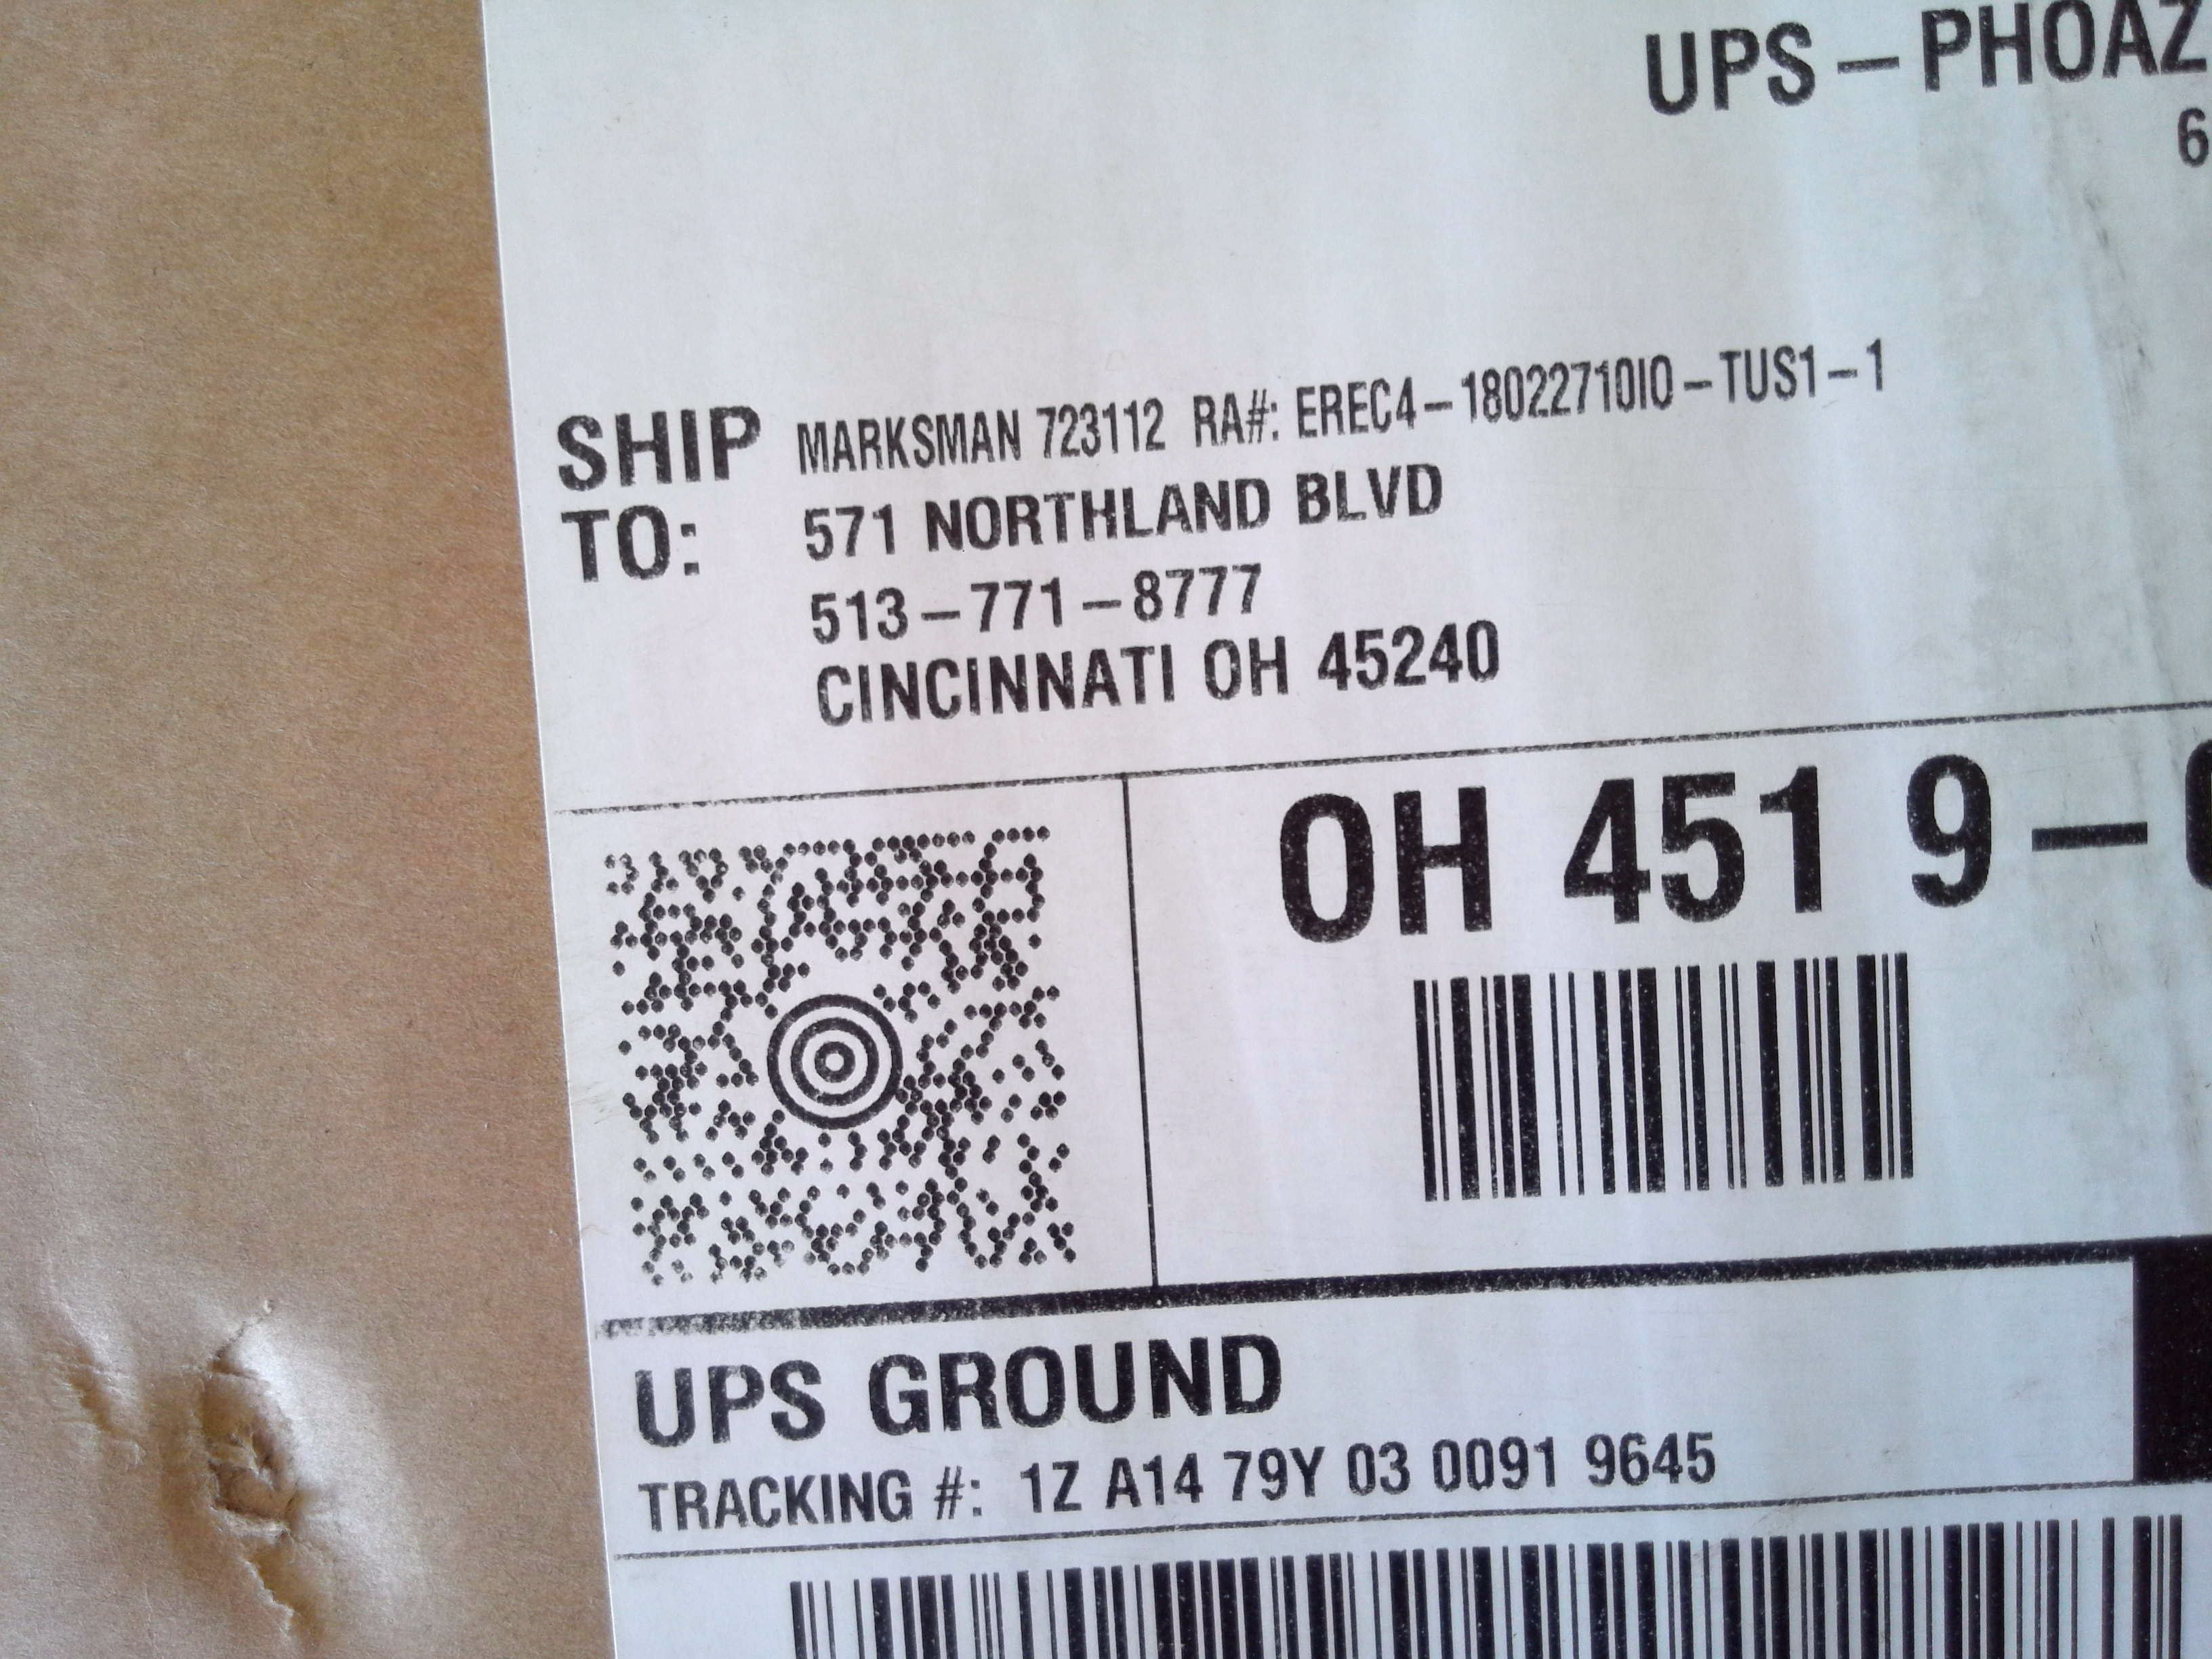 UPS – PHOAZ
6
SHIP TO:
MARKSMAN 723112 RA#: EREC4 – 18022710IO – TUS1 – 1
571 NORTHLAND BLVD
513 – 771 – 8777
CINCINNATI OH 45240
OH 451 9 –
UPS GROUND
TRACKING #: 1Z A14 79Y 03 0091 9645